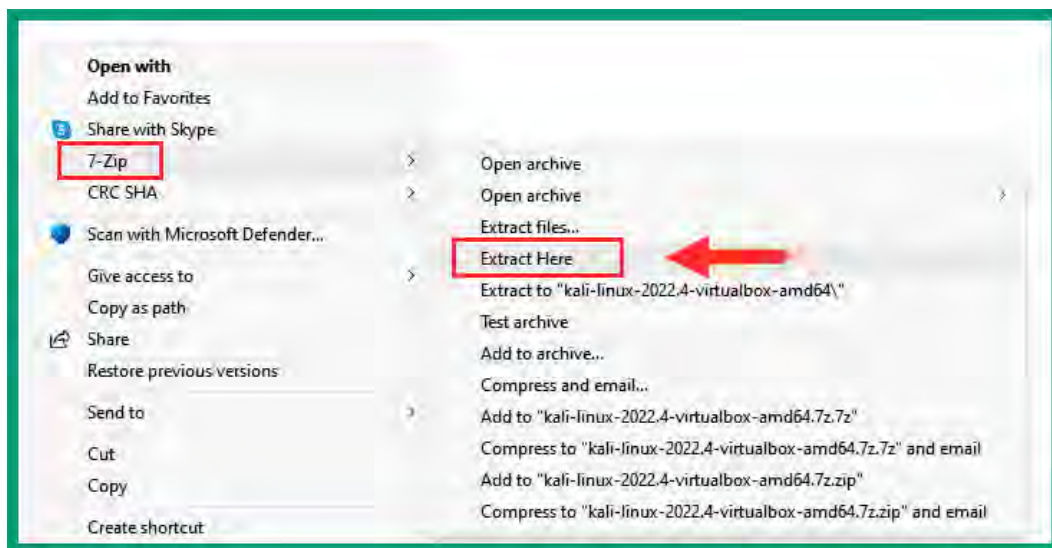 Open with
Add to Favorites
Share with Skype
7-Zip
CRC SHA
Scan with Microsoft Defender...
Give access to
Copy as path
Share
Restore previous versions
Send to
Cut
Copy
Create shortcut
Open archive
Open archive
Extract files...
Extract Here
Extract to "kali-linux-2022.4-virtualbox-amd64\"
Test archive
Add to archive...
Compress and email...
Add to "kali-linux-2022.4-virtualbox-amd64.7z.7z"
Compress to "kali-linux-2022.4-virtualbox-amd64.7z.7z" and email
Add to "kali-linux-2022.4-virtualbox-amd64.7z.zip"
Compress to "kali-linux-2022.4-virtualbox-amd64.7z.zip" and email